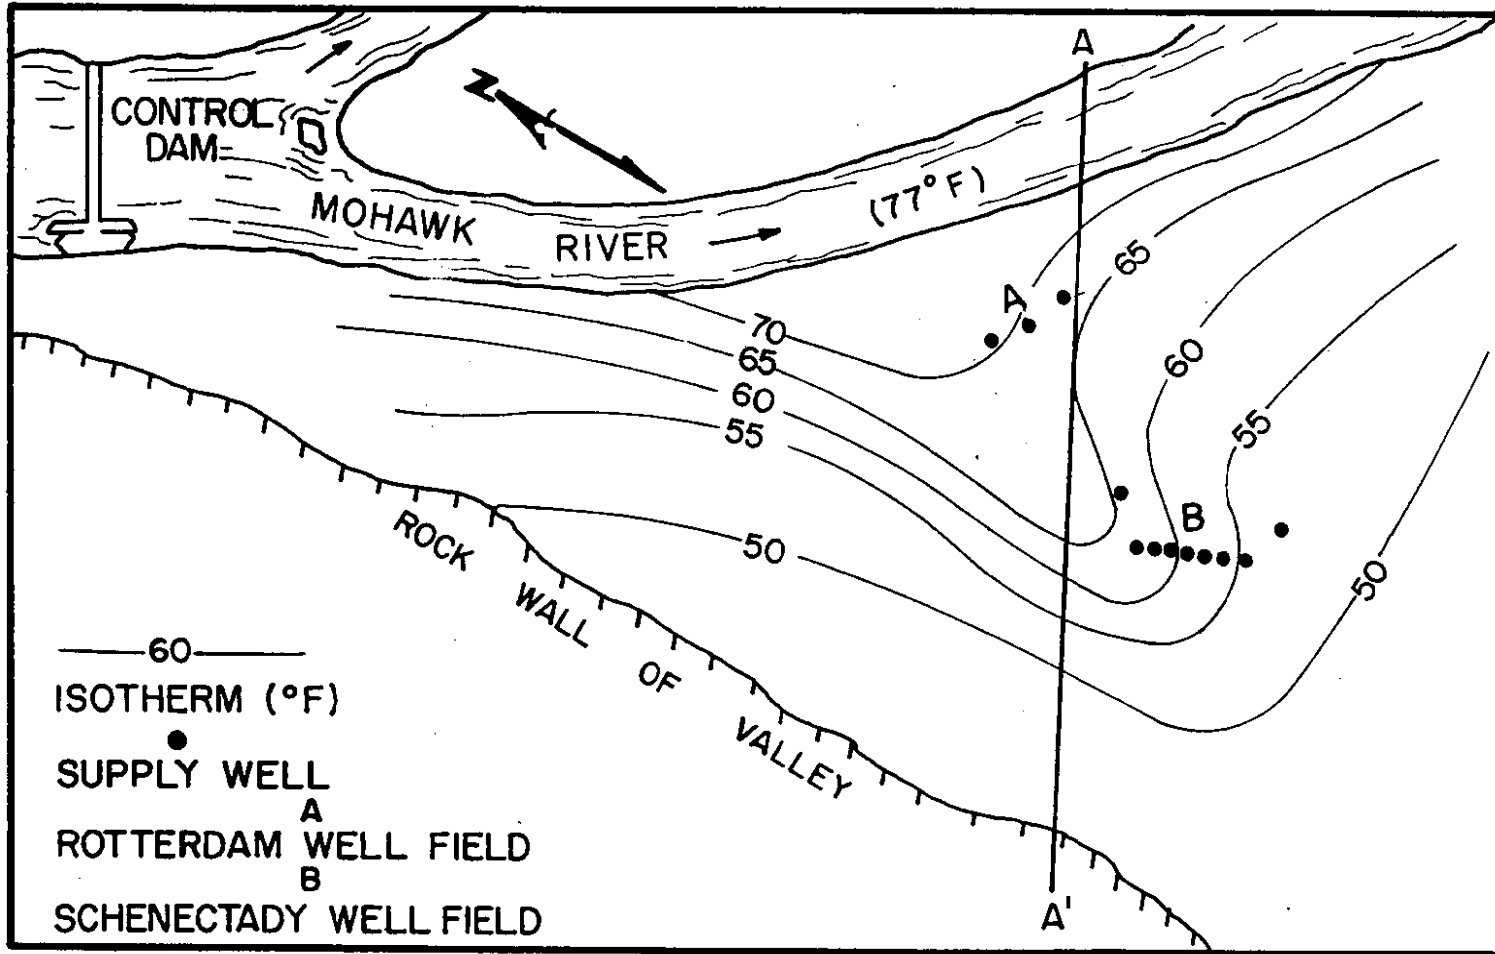 A
N
CONTROL
DAM
MOHAWK
RIVER
(77°F)
65
A
70
65
60
60
55
55
B
50
50
ROCK WALL OF VALLEY
60
ISOTHERM (°F)
SUPPLY WELL
A
ROTTERDAM WELL FIELD
B
SCHENECTADY WELL FIELD
A'